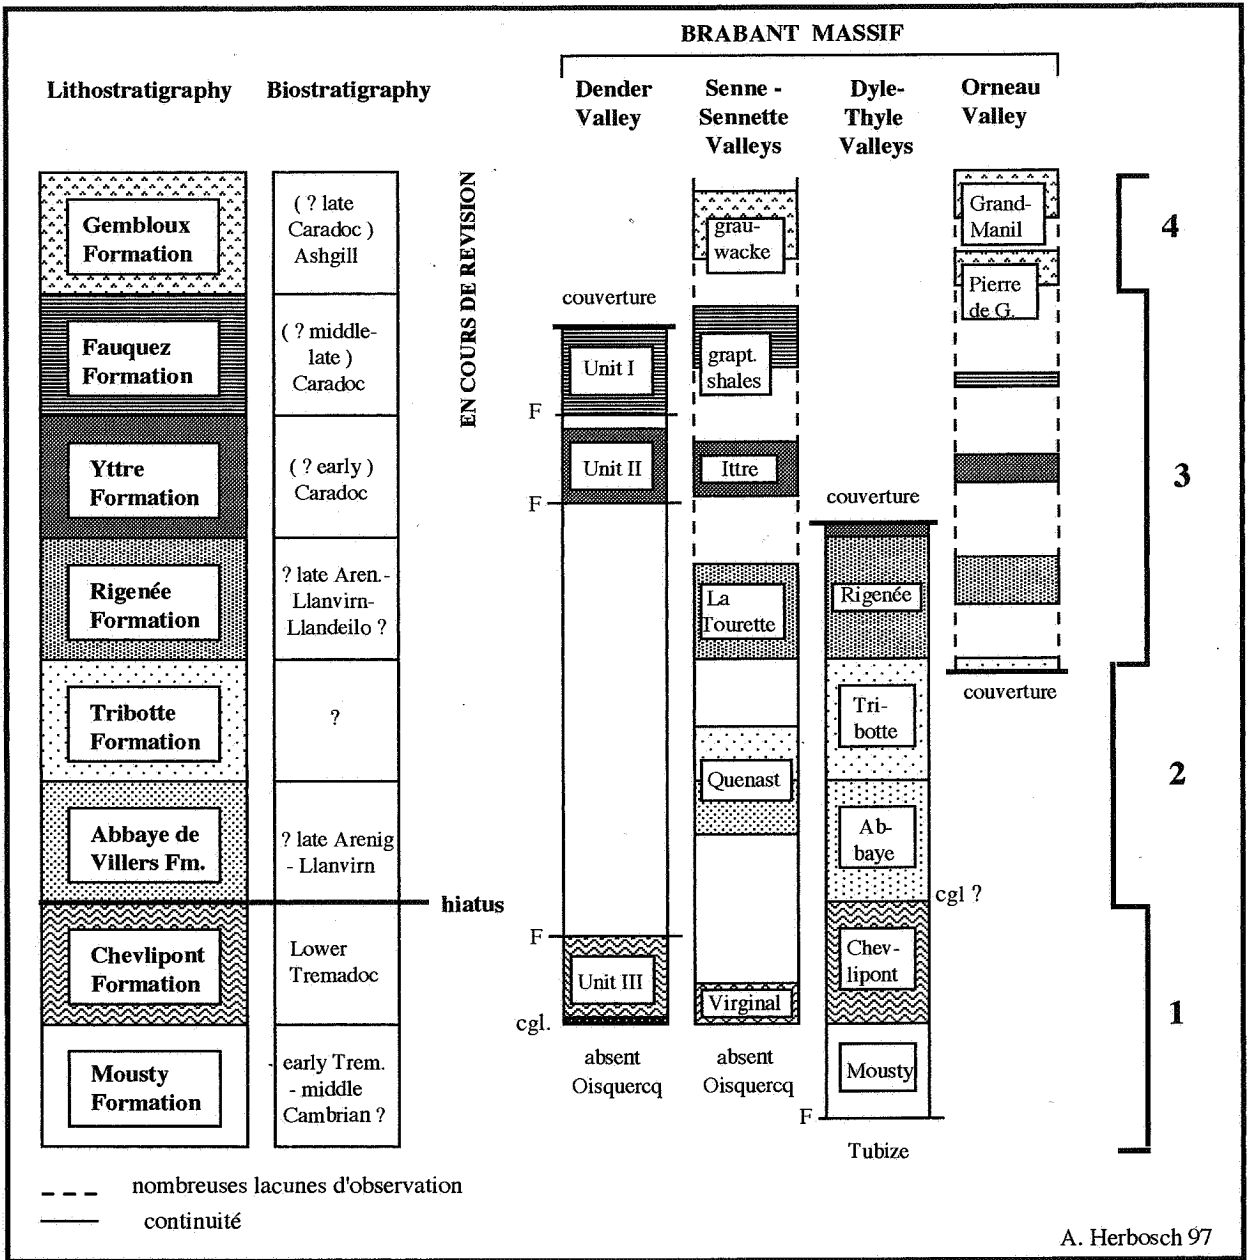 BRABANT MASSIF
Lithostratigraphy
Biostratigraphy
Dender
Valley
Senne -
Sennette
Valleys
Dyle-
Thyle
Valleys
Orneau
Valley
Gembloux
Formation
( ? late
Caradoc )
Ashgill
EN COURS DE REVISION
grau-
wacke
Grand-
Manil
Pierre
de G.
4
Fauquez
Formation
( ? middle-
late )
Caradoc
couverture
Unit I
F
grapt.
shales
Yttre
Formation
( ? early )
Caradoc
Unit II
F
Ittre
couverture
3
Rigenée
Formation
? late Aren.-
Llanvirn-
Llandeilo ?
La
Tourette
Rigenée
couverture
Tribotte
Formation
?
Tri-
botte
Quenast
2
Abbaye de
Villers Fm.
? late Arenig
- Llanvirn
Ab-
baye
cgl ?
hiatus
Chevlipont
Formation
Lower
Tremadoc
F
Unit III
cgl.
Virginal
Chev-
lipont
1
Mousty
Formation
early Trem.
- middle
Cambrian ?
absent
Oisquercq
absent
Oisquercq
Mousty
F
Tubize
nombreuses lacunes d'observation
continuité
A. Herbosch 97